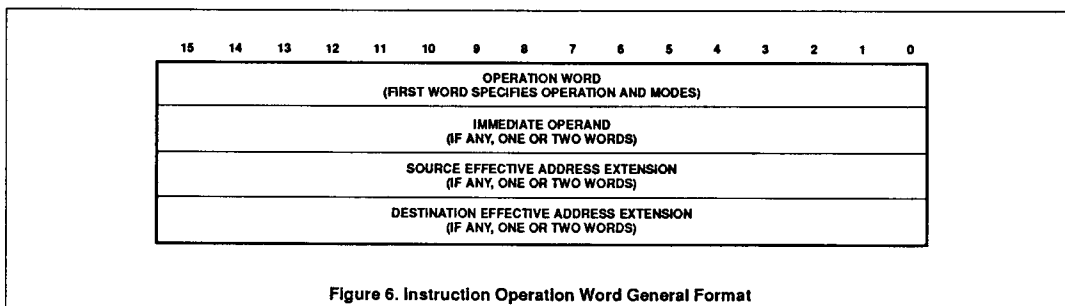 15 14 13 12 11 10 9 8 7 6 5 4 3 2 1 0
OPERATION WORD
(FIRST WORD SPECIFIES OPERATION AND MODES)
IMMEDIATE OPERAND
(IF ANY, ONE OR TWO WORDS)
SOURCE EFFECTIVE ADDRESS EXTENSION
(IF ANY, ONE OR TWO WORDS)
DESTINATION EFFECTIVE ADDRESS EXTENSION
(IF ANY, ONE OR TWO WORDS)
Figure 6. Instruction Operation Word General Format